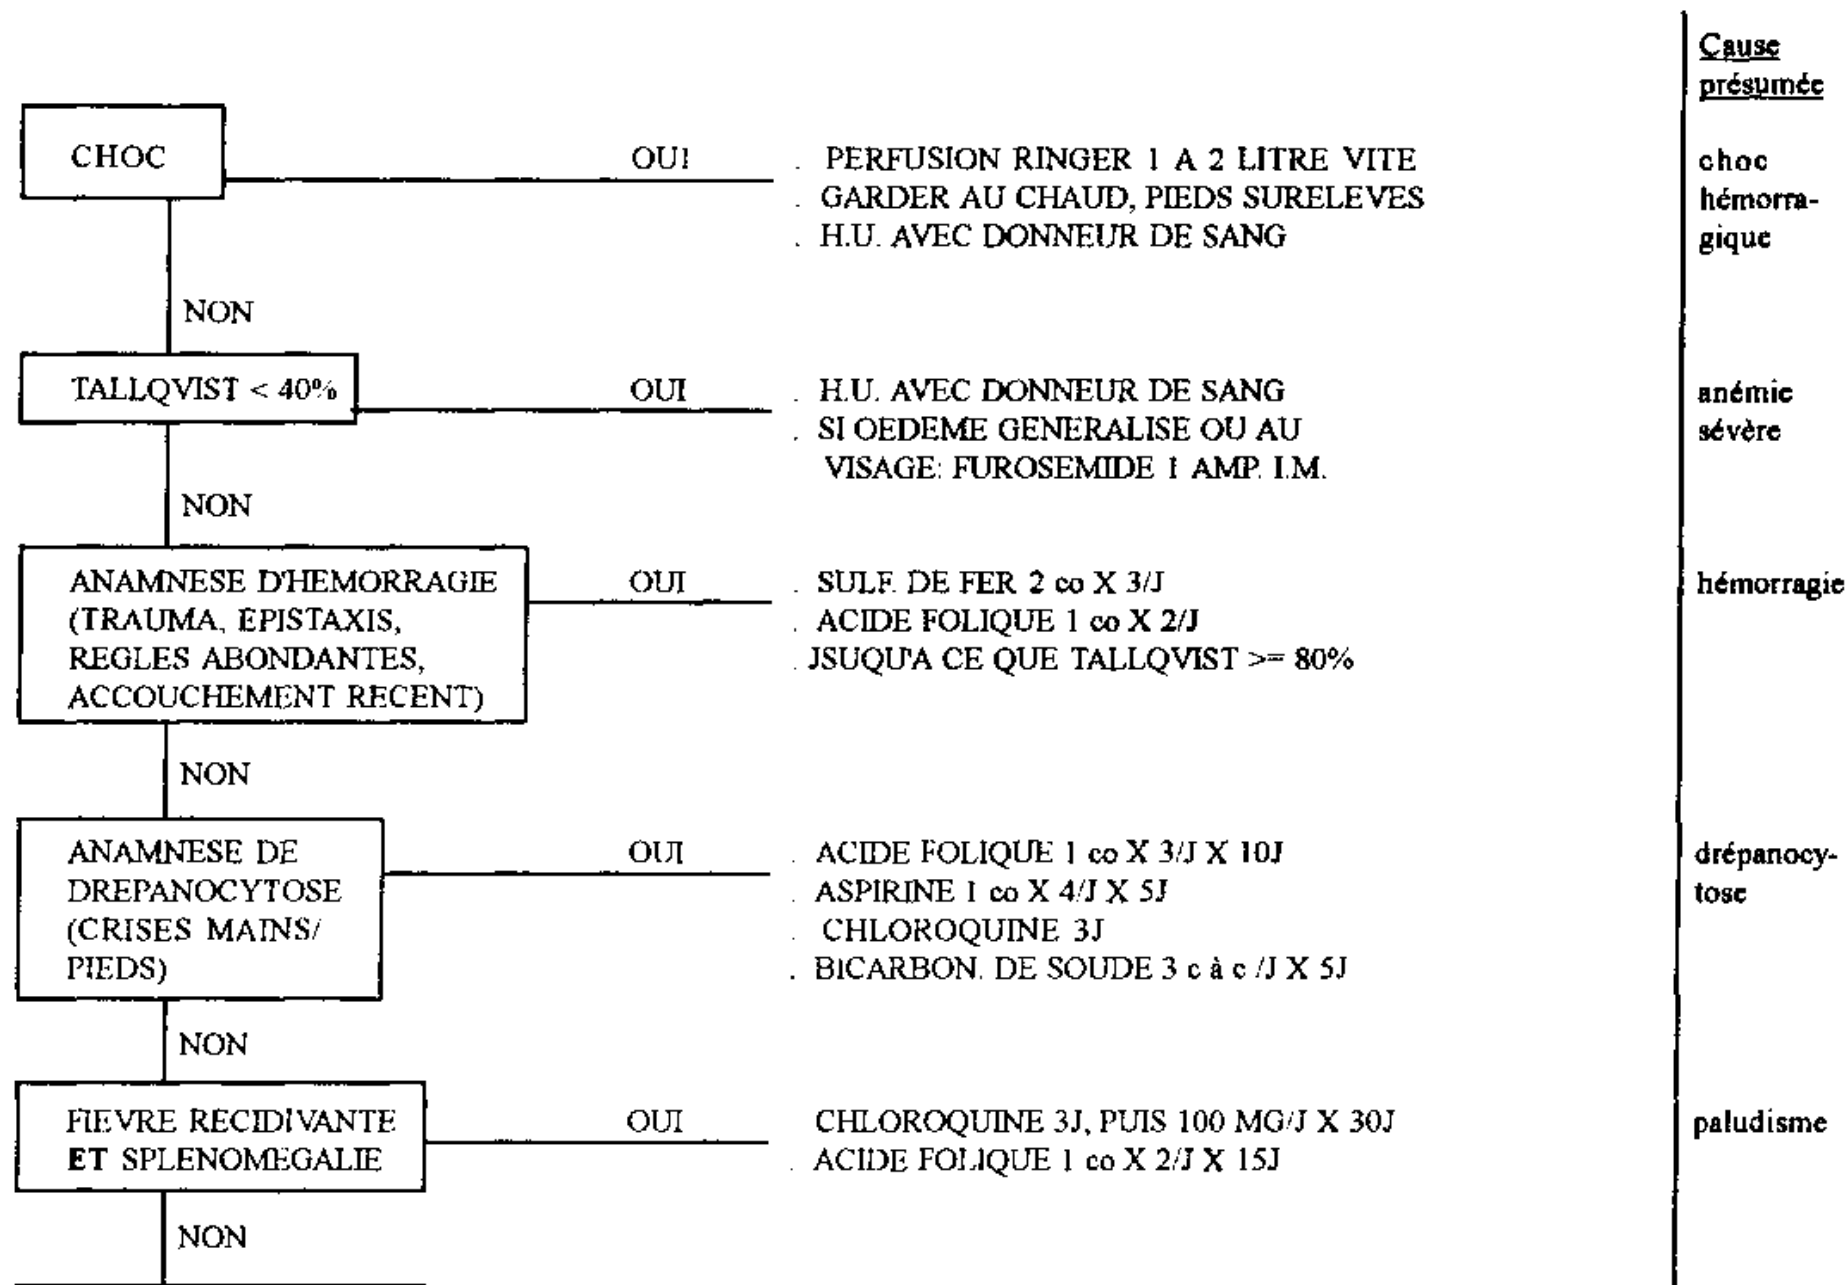 Cause
présumée
CHOC
OUI
. PERFUSION RINGER 1 A 2 LITRE VITE
. GARDER AU CHAUD, PIEDS SURELEVES
. H.U. AVEC DONNEUR DE SANG
choc
hémorra-
gique
NON
TALLQVIST < 40%
OUI
. H.U. AVEC DONNEUR DE SANG
. SI OEDEME GENERALISE OU AU
VISAGE: FUROSEMIDE 1 AMP. I.M.
anémie
sévère
NON
ANAMNESE D'HEMORRAGIE
(TRAUMA, EPISTAXIS,
REGLES ABONDANTES,
ACCOUCHEMENT RECENT)
OUI
. SULF. DE FER 2 co X 3/J
. ACIDE FOLIQUE 1 co X 2/J
. JSUQU'A CE QUE TALLQVIST >= 80%
hémorragie
NON
ANAMNESE DE
DREPANOCYTOSE
(CRISES MAINS/
PIEDS)
OUI
. ACIDE FOLIQUE 1 co X 3/J X 10J
. ASPIRINE 1 co X 4/J X 5J
. CHLOROQUINE 3J
. BICARBON. DE SOUDE 3 c à c /J X 5J
drépanocy-
tose
NON
FIEVRE RECIDIVANTE
ET SPLENOMEGALIE
OUI
. CHLOROQUINE 3J, PUIS 100 MG/J X 30J
. ACIDE FOLIQUE 1 co X 2/J X 15J
paludisme
NON